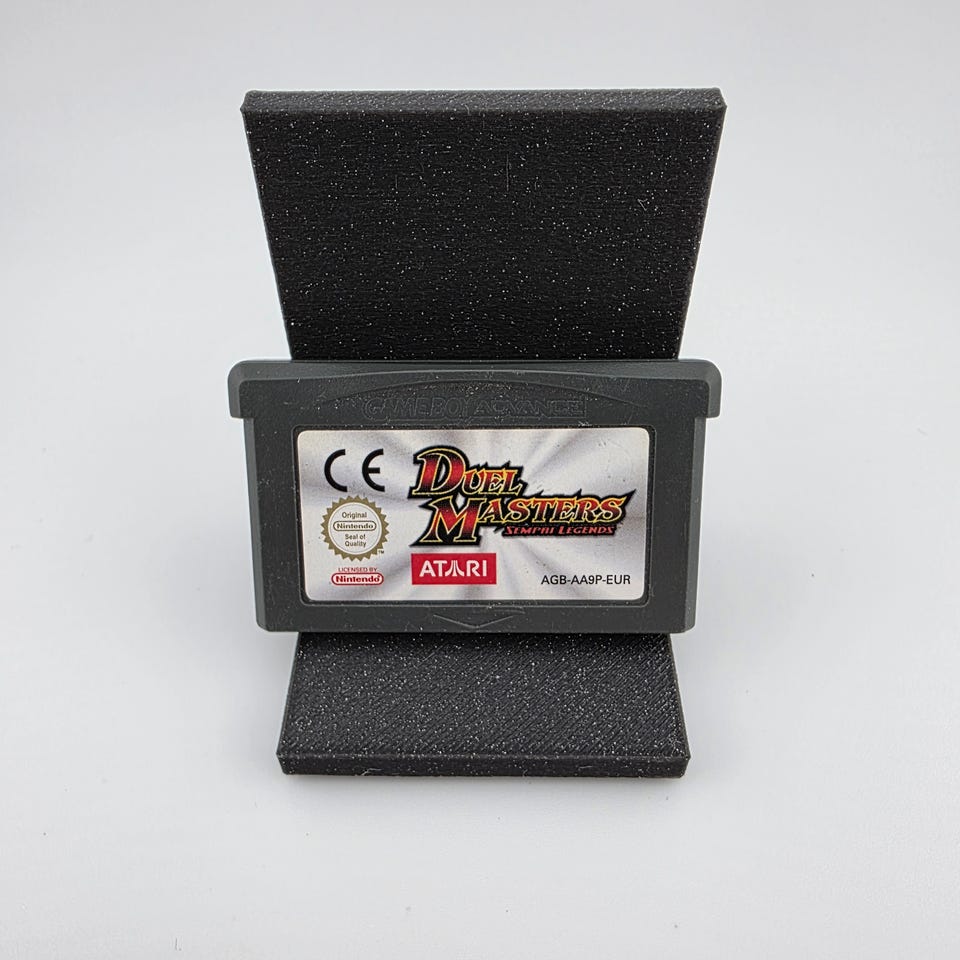 GAME BOY ADVANCE
CE
DUEL
MASTERS
SEMPAI LEGENDS
Original
Nintendo
Seal of
Quality
TM
LICENSED BY
Nintendo
ATARI
AGB-AA9P-EUR